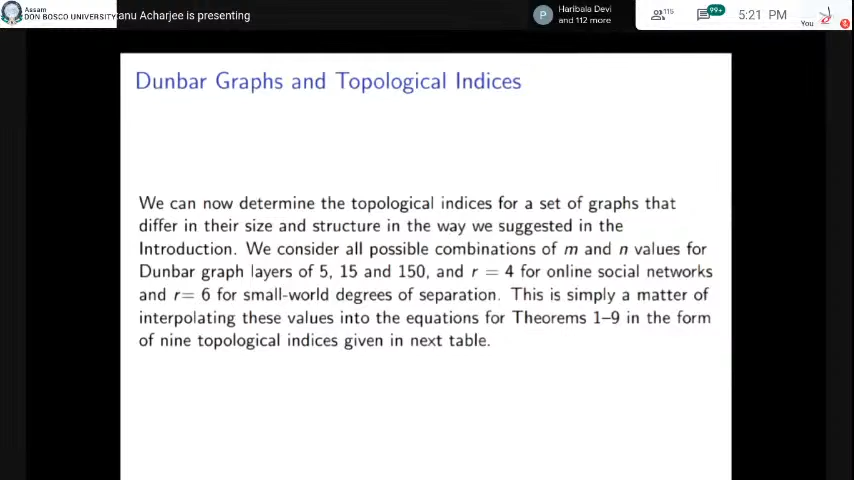 Assam
DON BOSCO UNIVERSITY
anu Acharjee is presenting
P
Haribala Devi
and 112 more
115
99+
5:21 PM
You
Dunbar Graphs and Topological Indices
We can now determine the topological indices for a set of graphs that
differ in their size and structure in the way we suggested in the
Introduction. We consider all possible combinations of m and n values for
Dunbar graph layers of 5, 15 and 150, and r = 4 for online social networks
and r= 6 for small-world degrees of separation. This is simply a matter of
interpolating these values into the equations for Theorems 1–9 in the form
of nine topological indices given in next table.